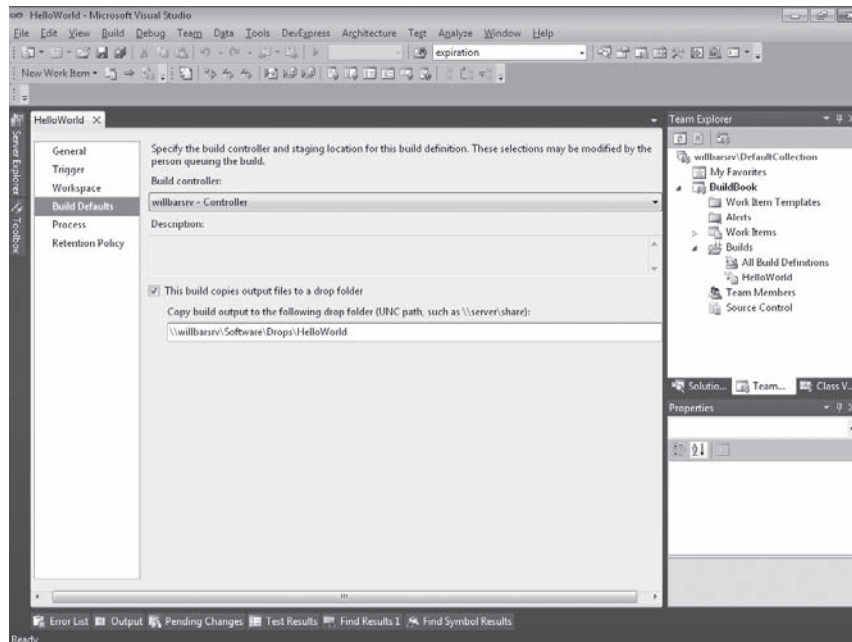 HelloWorld - Microsoft Visual Studio
File Edit View Build Debug Team Data Tools DevExpress Architecture Test Analyze Window Help
expiration
New Work Item
HelloWorld X
Server Explorer
Toolbox
General
Trigger
Workspace
Build Defaults
Process
Retention Policy
Specify the build controller and staging location for this build definition. These selections may be modified by the
person queuing the build.
Build controller:
willbarsrv - Controller
Description:
This build copies output files to a drop folder
Copy build output to the following drop folder (UNC path, such as \\server\share):
\\willbarsrv\Software\Drops\HelloWorld
Team Explorer
willbarsrv\DefaultCollection
My Favorites
BuildBook
Work Item Templates
Alerts
Work Items
Builds
All Build Definitions
HelloWorld
Team Members
Source Control
Solutio... Team... Class V...
Properties
Error List Output Pending Changes Test Results Find Results 1 Find Symbol Results
Ready